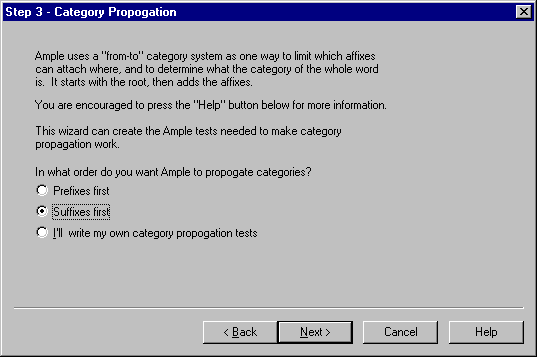 Step 3 - Category Propogation
Ample uses a "from-to" category system as one way to limit which affixes
can attach where, and to determine what the category of the whole word
is. It starts with the root, then adds the affixes.
You are encouraged to press the "Help" button below for more information.
This wizard can create the Ample tests needed to make category
propagation work.
In what order do you want Ample to propogate categories?
Prefixes first
Suffixes first
I'll write my own category propogation tests
< Back
Next >
Cancel
Help